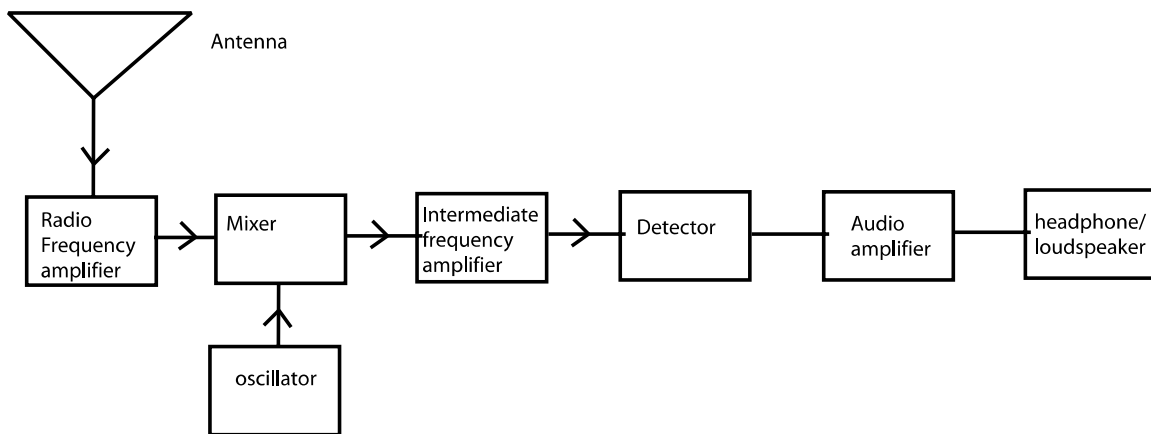 Antenna
Radio
Frequency
amplifier
Mixer
Intermediate
frequency
amplifier
Detector
Audio
amplifier
headphone/
loudspeaker
oscillator